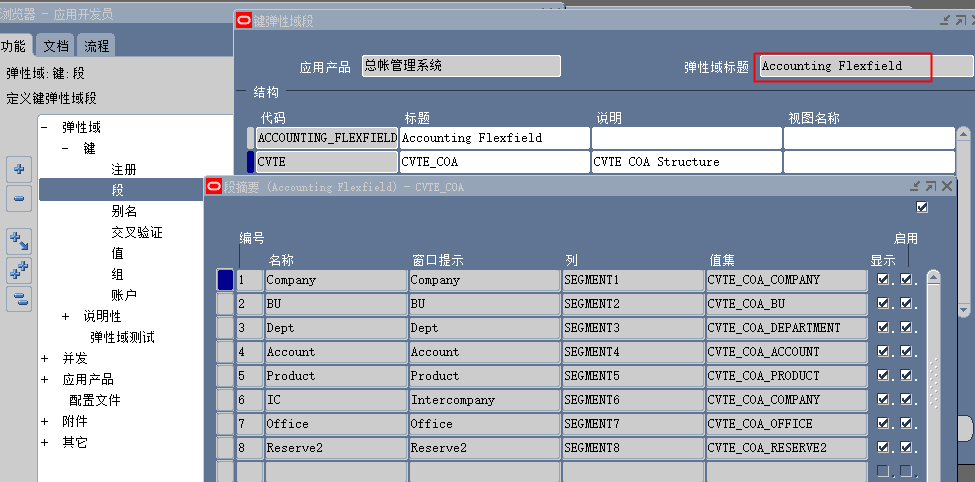 浏览器 - 应用开发员
功能 文档 流程
弹性域: 键: 段
定义键弹性域段
- 弹性域
- 键
注册
段
别名
交叉验证
值
组
账户
+ 说明性
弹性域测试
+ 并发
+ 应用产品
配置文件
+ 附件
+ 其它
键弹性域段
应用产品 总帐管理系统 弹性域标题 Accounting Flexfield
结构
代码 标题 说明 视图名称
ACCOUNTING_FLEXFIELD Accounting Flexfield
CVTE CVTE_COA CVTE COA Structure
段摘要 (Accounting Flexfield) - CVTE_COA
编号 启用
名称 窗口提示 列 值集 显示
1 Company Company SEGMENT1 CVTE_COA_COMPANY
2 BU BU SEGMENT2 CVTE_COA_BU
3 Dept Dept SEGMENT3 CVTE_COA_DEPARTMENT
4 Account Account SEGMENT4 CVTE_COA_ACCOUNT
5 Product Product SEGMENT5 CVTE_COA_PRODUCT
6 IC Intercompany SEGMENT6 CVTE_COA_COMPANY
7 Office Office SEGMENT7 CVTE_COA_OFFICE
8 Reserve2 Reserve2 SEGMENT8 CVTE_COA_RESERVE2